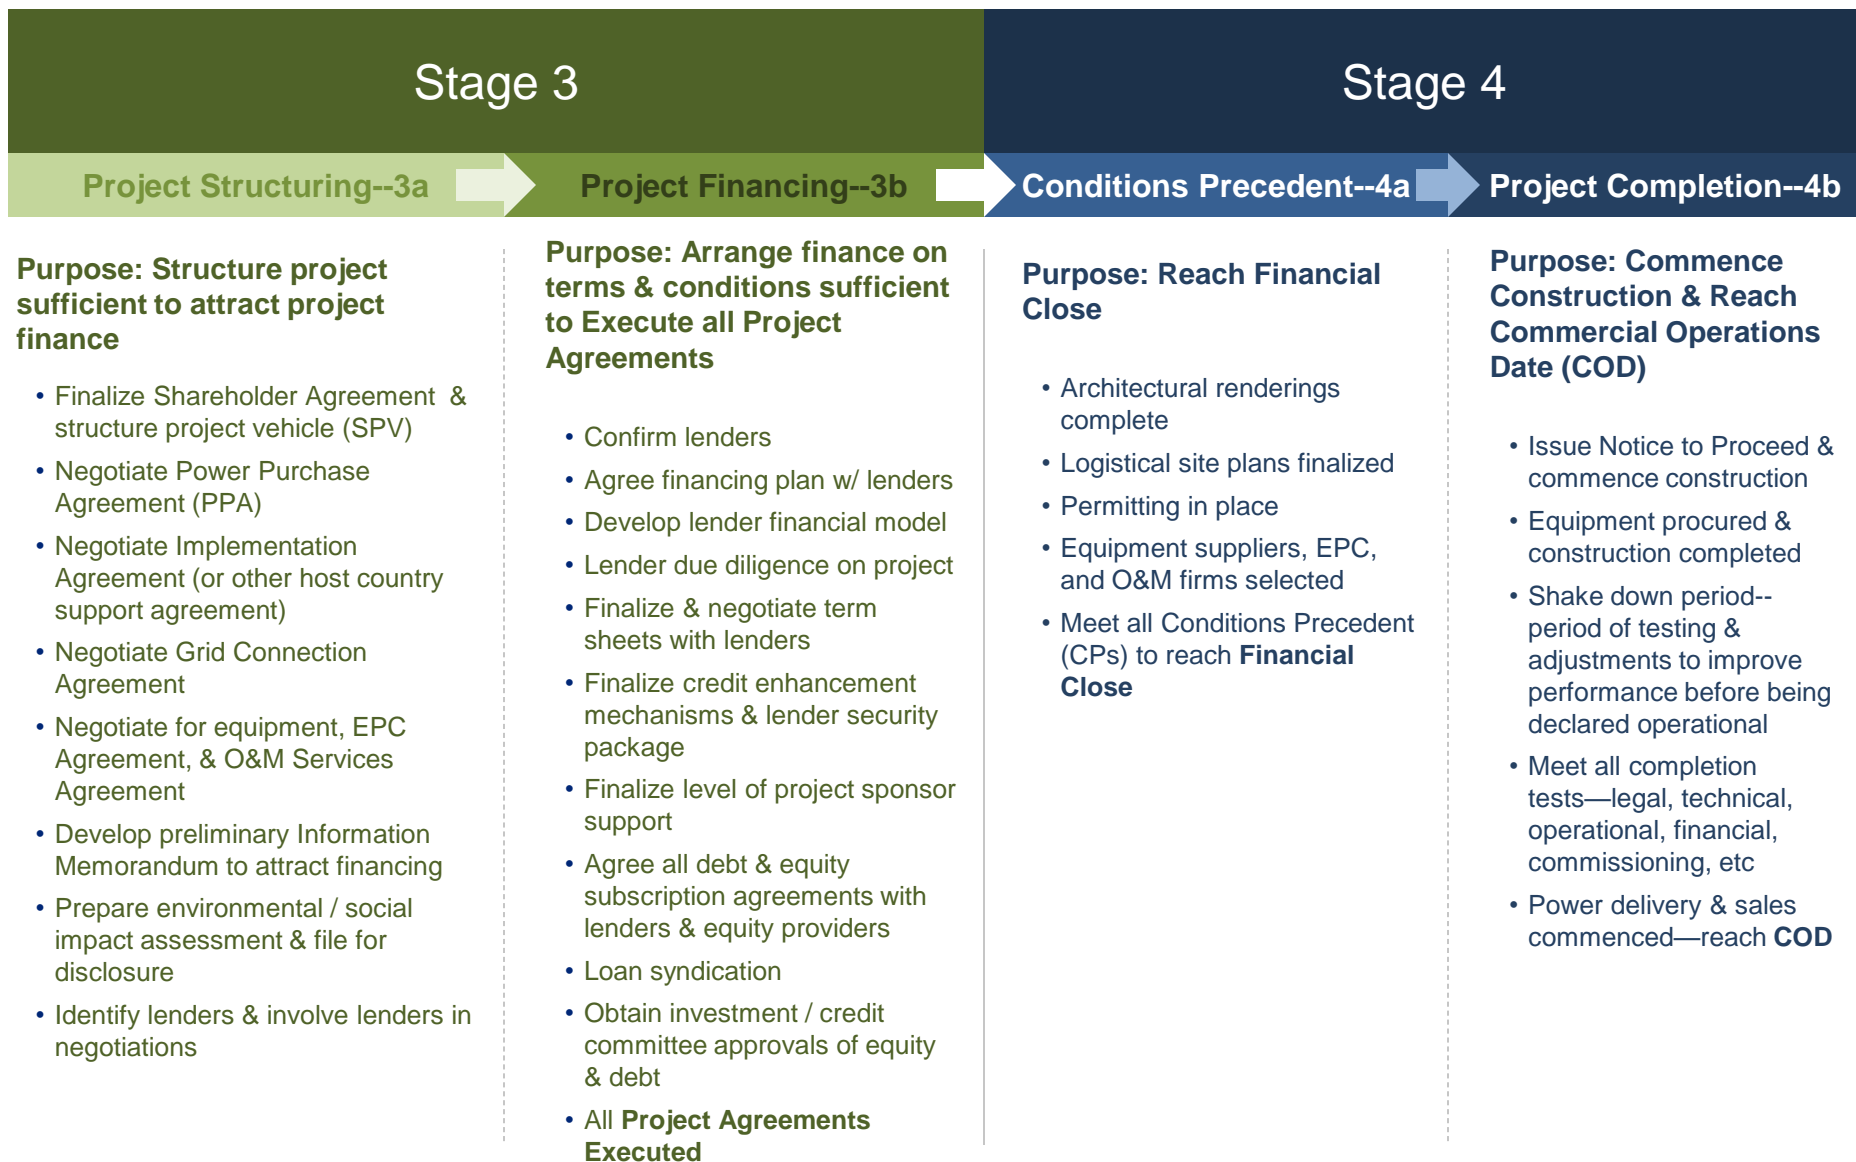 Stage 3
Stage 4
Project Structuring--3a
Project Financing--3b
Conditions Precedent--4a
Project Completion--4b
Purpose: Structure project
sufficient to attract project
finance
• Finalize Shareholder Agreement  &
structure project vehicle (SPV)
• Negotiate Power Purchase
Agreement (PPA)
• Negotiate Implementation
Agreement (or other host country
support agreement)
• Negotiate Grid Connection
Agreement
• Negotiate for equipment, EPC
Agreement, & O&M Services
Agreement
• Develop preliminary Information
Memorandum to attract financing
• Prepare environmental / social
impact assessment & file for
disclosure
• Identify lenders & involve lenders in
negotiations
Purpose: Arrange finance on
terms & conditions sufficient
to Execute all Project
Agreements
• Confirm lenders
• Agree financing plan w/ lenders
• Develop lender financial model
• Lender due diligence on project
• Finalize & negotiate term
sheets with lenders
• Finalize credit enhancement
mechanisms & lender security
package
• Finalize level of project sponsor
support
• Agree all debt & equity
subscription agreements with
lenders & equity providers
• Loan syndication
• Obtain investment / credit
committee approvals of equity
& debt
• All Project Agreements
Executed
Purpose: Reach Financial
Close
• Architectural renderings
complete
• Logistical site plans finalized
• Permitting in place
• Equipment suppliers, EPC,
and O&M firms selected
• Meet all Conditions Precedent
(CPs) to reach Financial
Close
Purpose: Commence
Construction & Reach
Commercial Operations
Date (COD)
• Issue Notice to Proceed &
commence construction
• Equipment procured &
construction completed
• Shake down period--
period of testing &
adjustments to improve
performance before being
declared operational
• Meet all completion
tests—legal, technical,
operational, financial,
commissioning, etc
• Power delivery & sales
commenced—reach COD